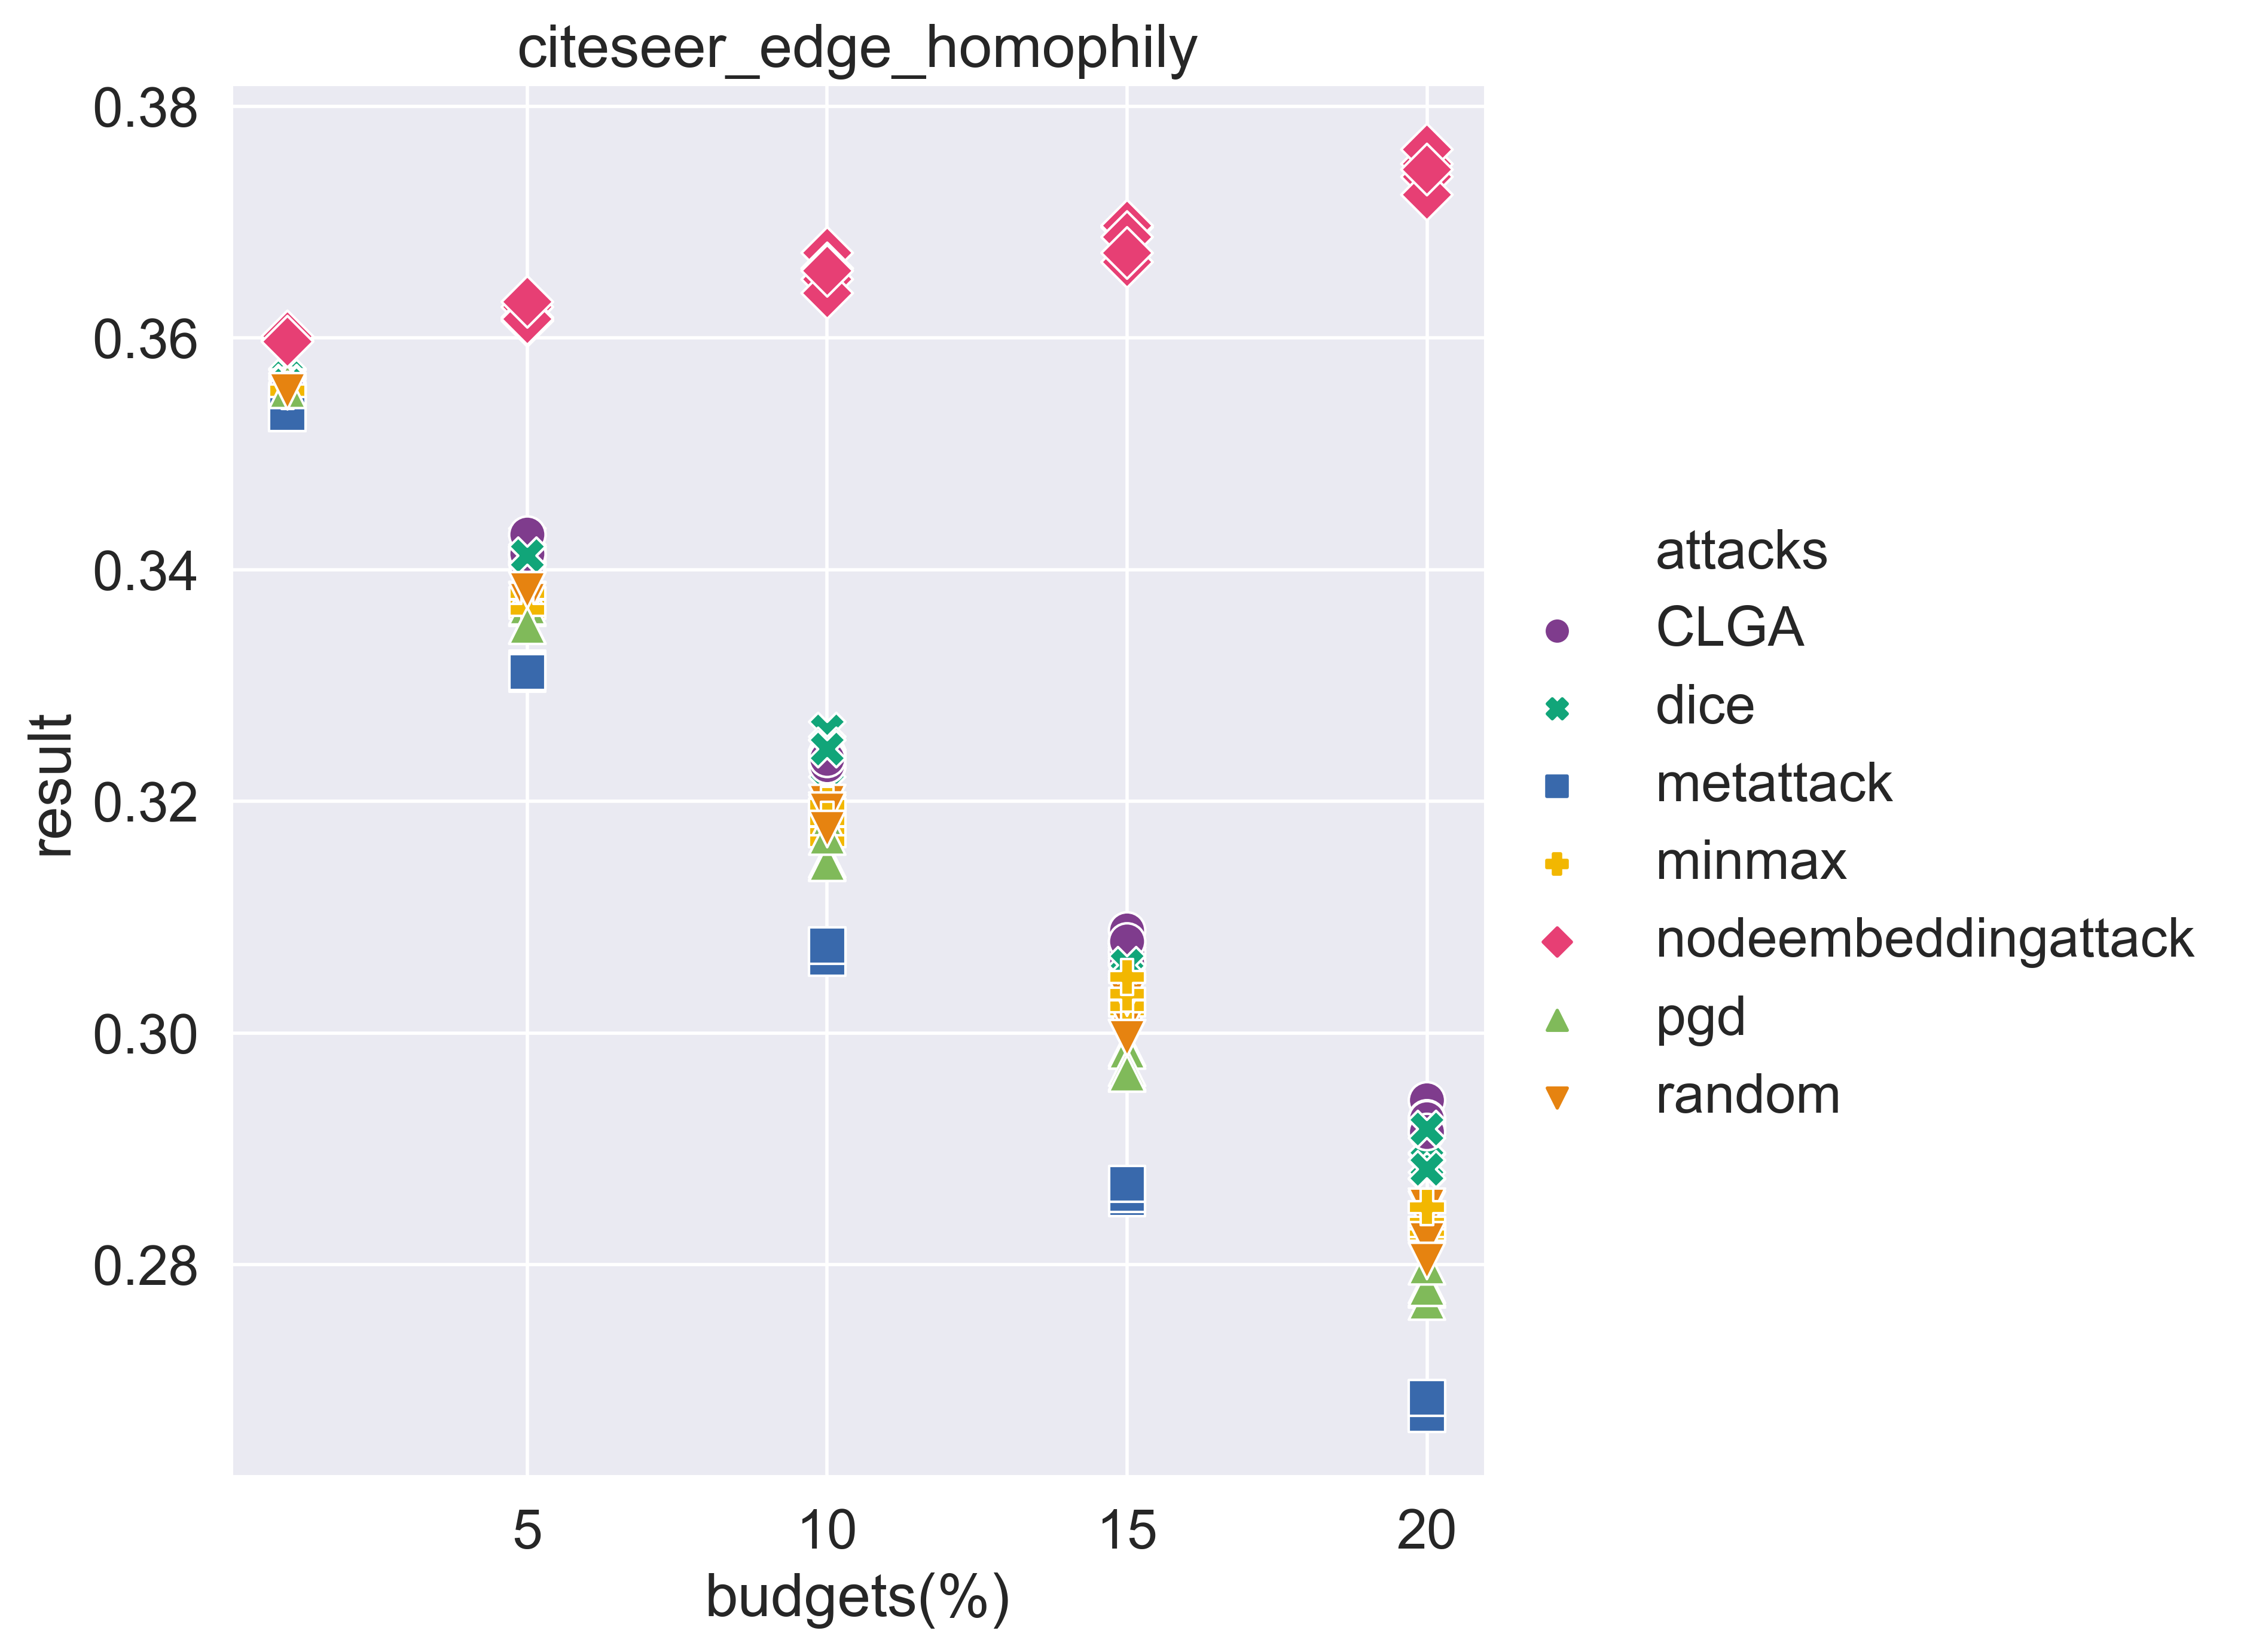 citeseer_edge_homophily
0.38
0.36
0.34
0.32
0.30
0.28
result
5 10 15 20
budgets(%)
attacks
CLGA
dice
metattack
minmax
nodeembeddingattack
pgd
random